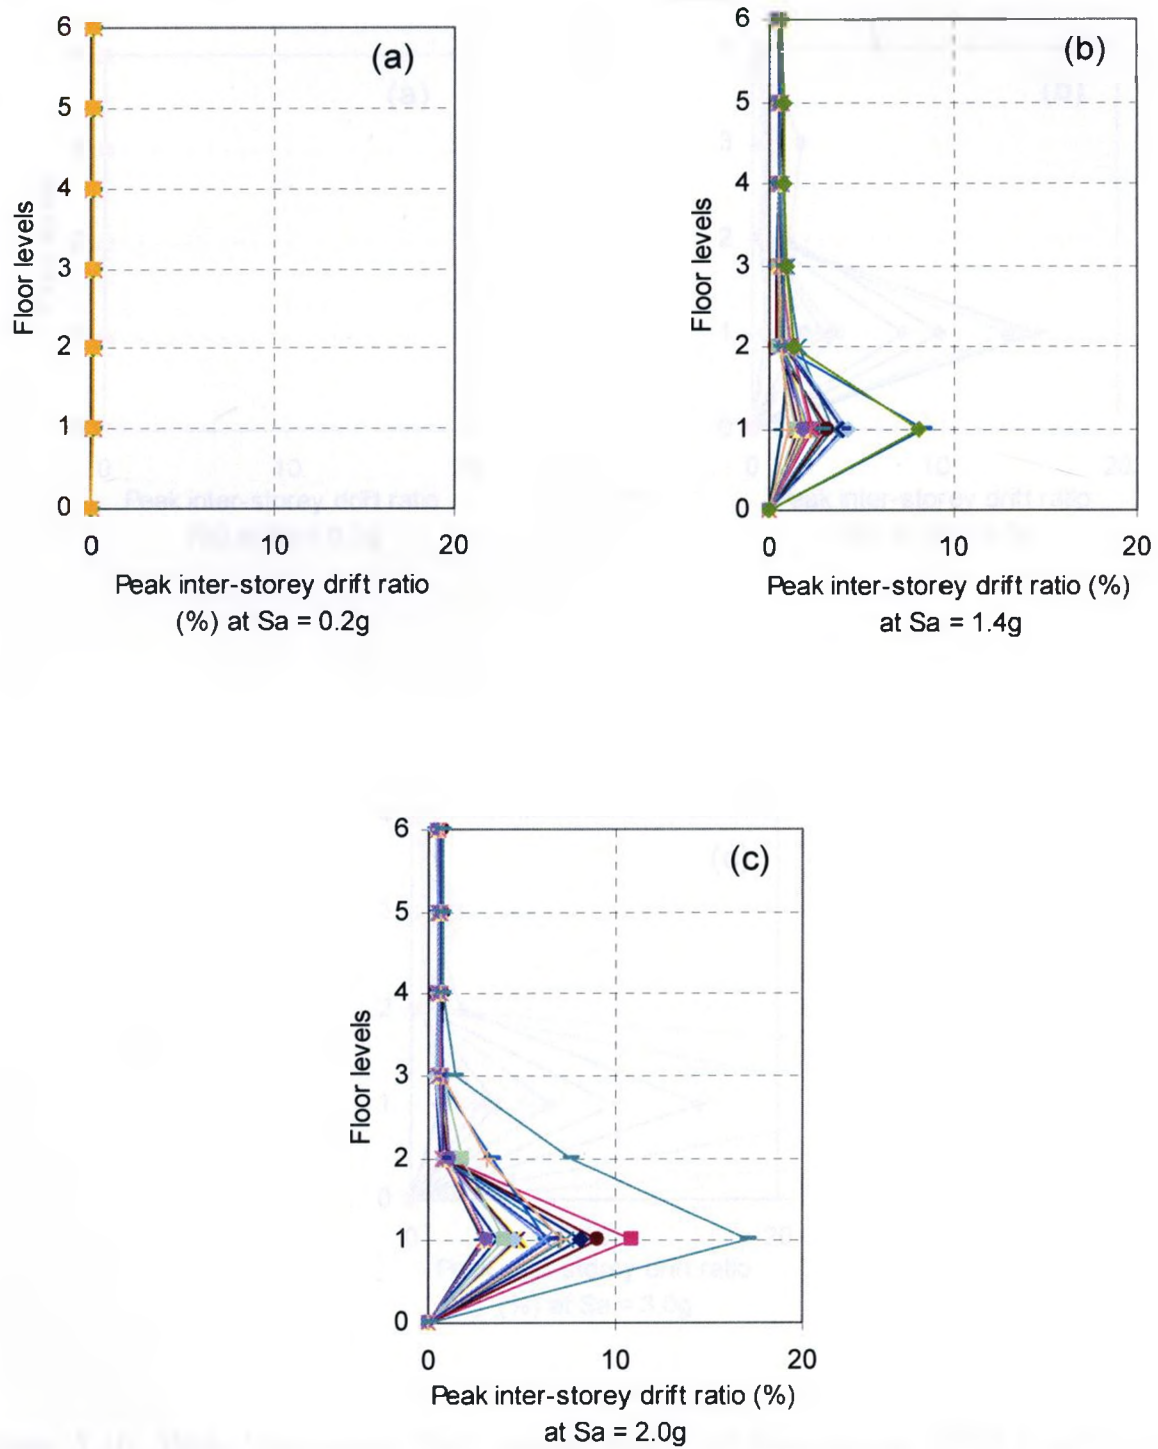 (a)
6
5
4
3
2
1
0
Floor levels
0 10 20
Peak inter-storey drift ratio
(%) at Sa = 0.2g
(b)
6
5
4
3
2
1
0
Floor levels
0 10 20
Peak inter-storey drift ratio (%)
at Sa = 1.4g
(c)
6
5
4
3
2
1
0
Floor levels
0 10 20
Peak inter-storey drift ratio (%)
at Sa = 2.0g